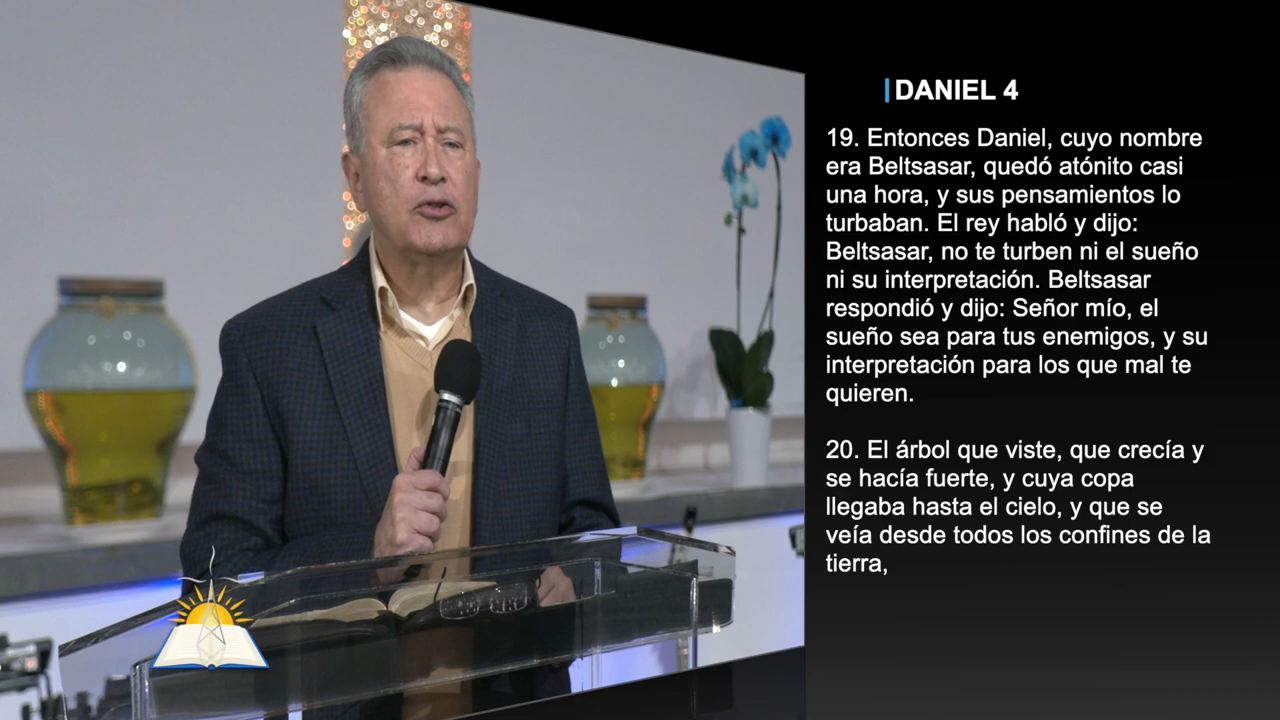 DANIEL 4
19. Entonces Daniel, cuyo nombre
era Beltsasar, quedó atónito casi
una hora, y sus pensamientos lo
turbaban. El rey habló y dijo:
Beltsasar, no te turben ni el sueño
ni su interpretación. Beltsasar
respondió y dijo: Señor mío, el
sueño sea para tus enemigos, y su
interpretación para los que mal te
quieren.
20. El árbol que viste, que crecía y
se hacía fuerte, y cuya copa
llegaba hasta el cielo, y que se
veía desde todos los confines de la
tierra,